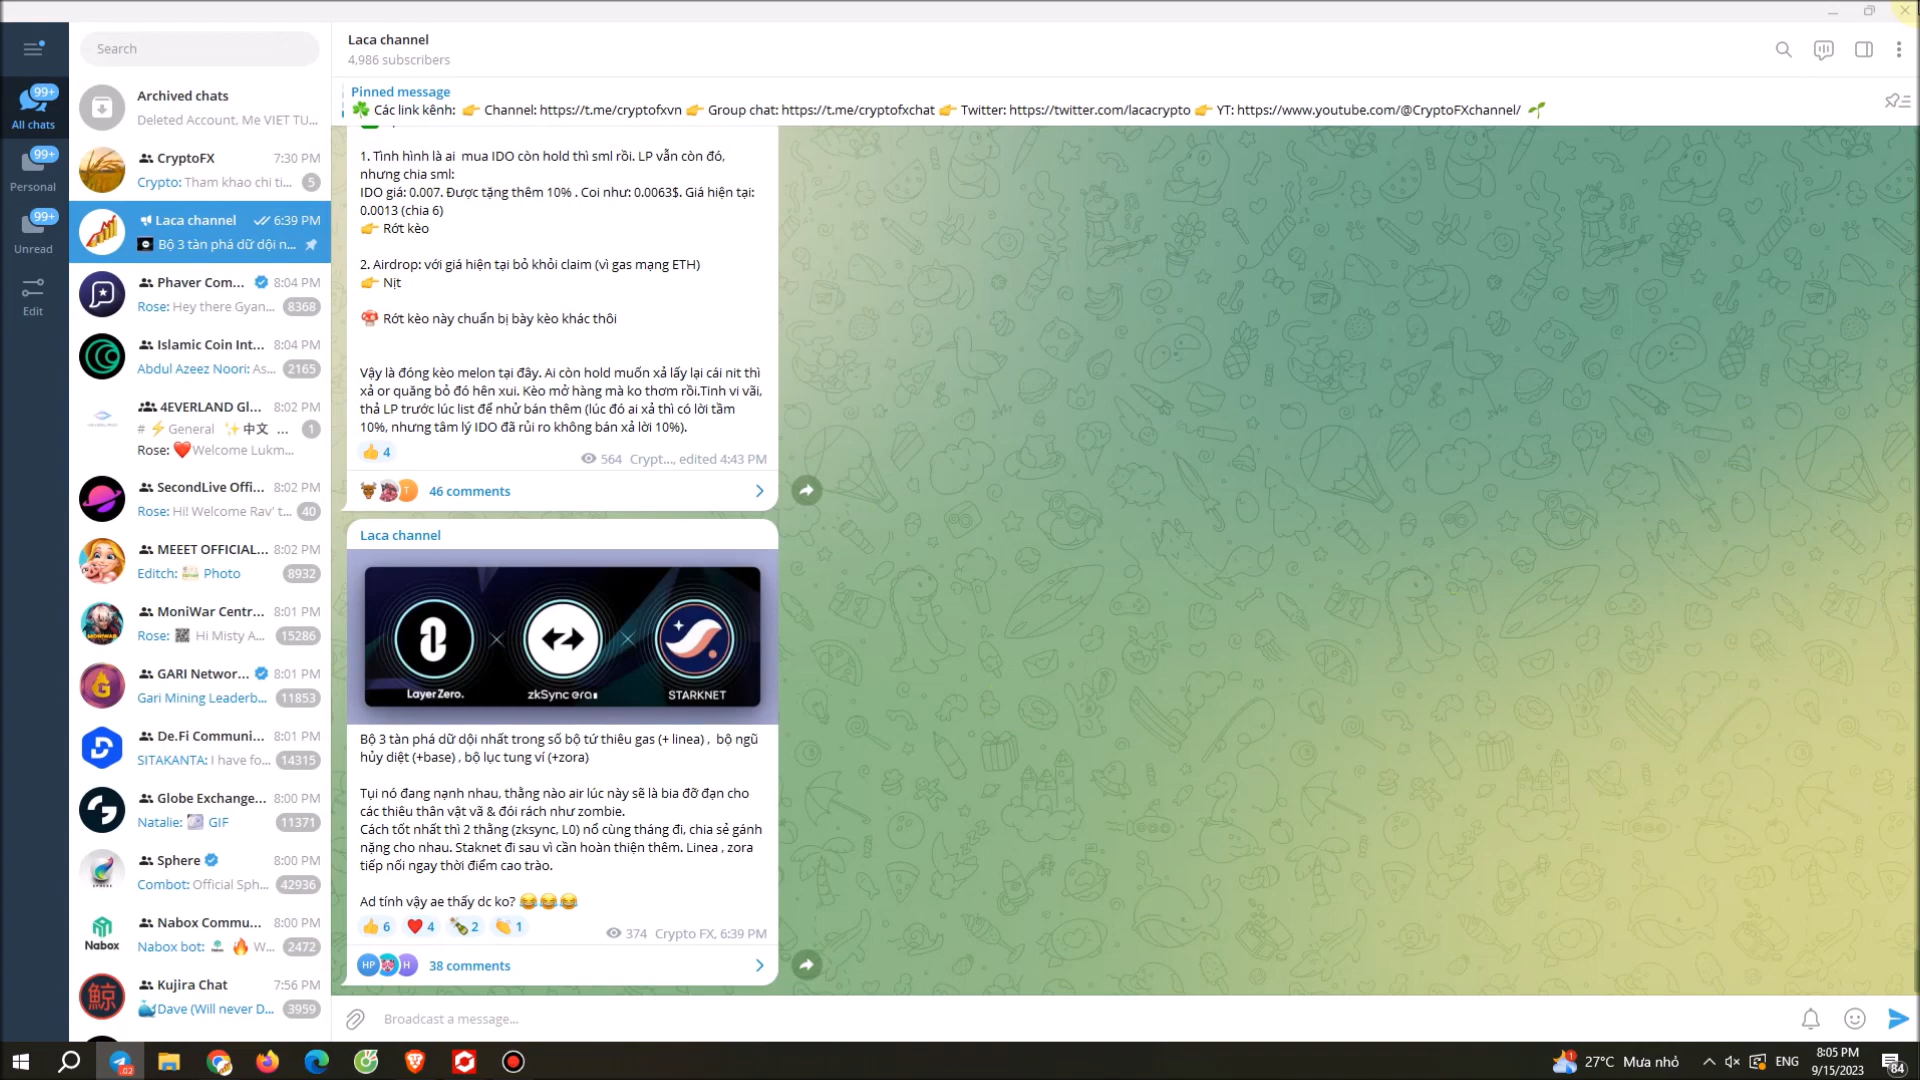 Search
All chats
99+
Personal
99+
Unread
99+
Edit
Archived chats
Deleted Account, Me VIET TU...
CryptoFX 7:30 PM
Crypto: Tham khao chi ti... 5
Laca channel 6:39 PM
Bộ 3 tàn phá dữ dội n...
Phaver Com... 8:04 PM
Rose: Hey there Gyan... 8368
Islamic Coin Int... 8:04 PM
Abdul Azeez Noori: As... 2165
4EVERLAND Gl... 8:02 PM
# ⚡ General ✨中文 ... 1
Rose: ❤️Welcome Lukm...
SecondLive Offi... 8:02 PM
Rose: Hi! Welcome Rav' t... 40
MEEET OFFICIAL... 8:02 PM
Editch: Photo 8932
MoniWar Centr... 8:01 PM
Rose: Hi Misty A... 15286
GARI Networ... 8:01 PM
Gari Mining Leaderb... 11853
De.Fi Communi... 8:01 PM
SITAKANTA: I have fo... 14315
Globe Exchange... 8:00 PM
Natalie: GIF 11371
Sphere 8:00 PM
Combot: Official Sph... 42936
Nabox Commu... 8:00 PM
Nabox
Nabox bot: 🔥 W... 2472
Kujira Chat 7:56 PM
鯨
🐳Dave (Will never D... 3959
Laca channel
4,986 subscribers
Pinned message
☘️ Các link kênh: 👉 Channel: https://t.me/cryptofxvn 👉 Group chat: https://t.me/cryptofxchat 👉 Twitter: https://twitter.com/lacacrypto 👉 YT: https://www.youtube.com/@CryptoFXchannel/ 🌱
1. Tình hình là ai mua IDO còn hold thì sml rồi. LP vẫn còn đó,
nhưng chia sml:
IDO giá: 0.007. Được tặng thêm 10% . Coi như: 0.0063$. Giá hiện tại:
0.0013 (chia 6)
👉 Rớt kèo
2. Airdrop: với giá hiện tại bỏ khỏi claim (vì gas mạng ETH)
👉 Nịt
🍄 Rớt kèo này chuẩn bị bày kèo khác thôi
Vậy là đóng kèo melon tại đây. Ai còn hold muốn xả lấy lại cái nit thì
xả or quăng bỏ đó hên xui. Kèo mở hàng mà ko thơm rồi.Tinh vi vãi,
thả LP trước lúc list để nhử bán thêm (lúc đó ai xả thì có lời tầm
10%, nhưng tâm lý IDO đã rủi ro không bán xả lời 10%).
👍 4
564 Crypt..., edited 4:43 PM
T 46 comments
Laca channel
LayerZero.
zkSync era
STARKNET
Bộ 3 tàn phá dữ dội nhất trong số bộ tứ thiêu gas (+ linea) , bộ ngũ
hủy diệt (+base) , bộ lục tung ví (+zora)
Tụi nó đang nạnh nhau, thằng nào air lúc này sẽ là bia đỡ đạn cho
các thiêu thân vật vã & đói rách như zombie.
Cách tốt nhất thì 2 thằng (zksync, L0) nổ cùng tháng đi, chia sẻ gánh
nặng cho nhau. Staknet đi sau vì cần hoàn thiện thêm. Linea , zora
tiếp nối ngay thời điểm cao trào.
Ad tính vậy ae thấy dc ko? 😂😂😂
👍 6 ❤️ 4 🍾 2 👏 1
374 Crypto FX, 6:39 PM
HP H 38 comments
Broadcast a message...
..02
1
27°C Mưa nhỏ
ENG
8:05 PM
9/15/2023
84